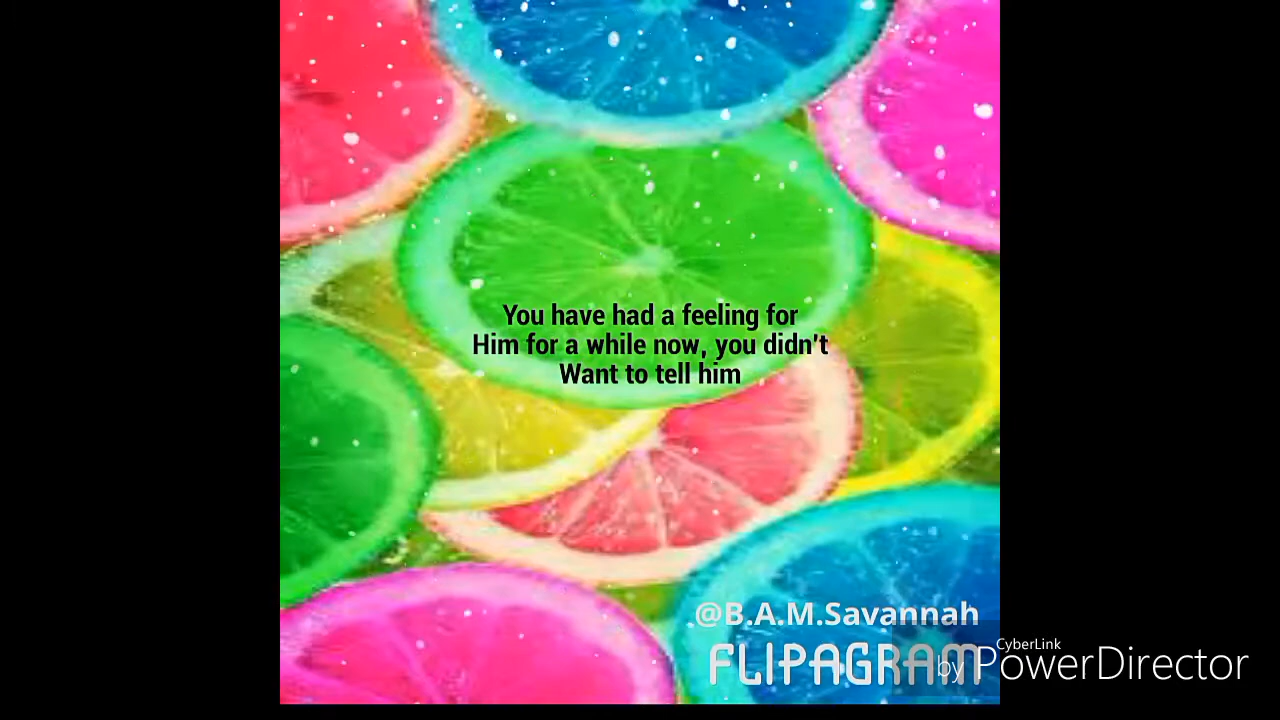 You have had a feeling for
Him for a while now, you didn't
Want to tell him
@B.A.M.Savannah
FLIPAGRAM
CyberLink
by PowerDirector